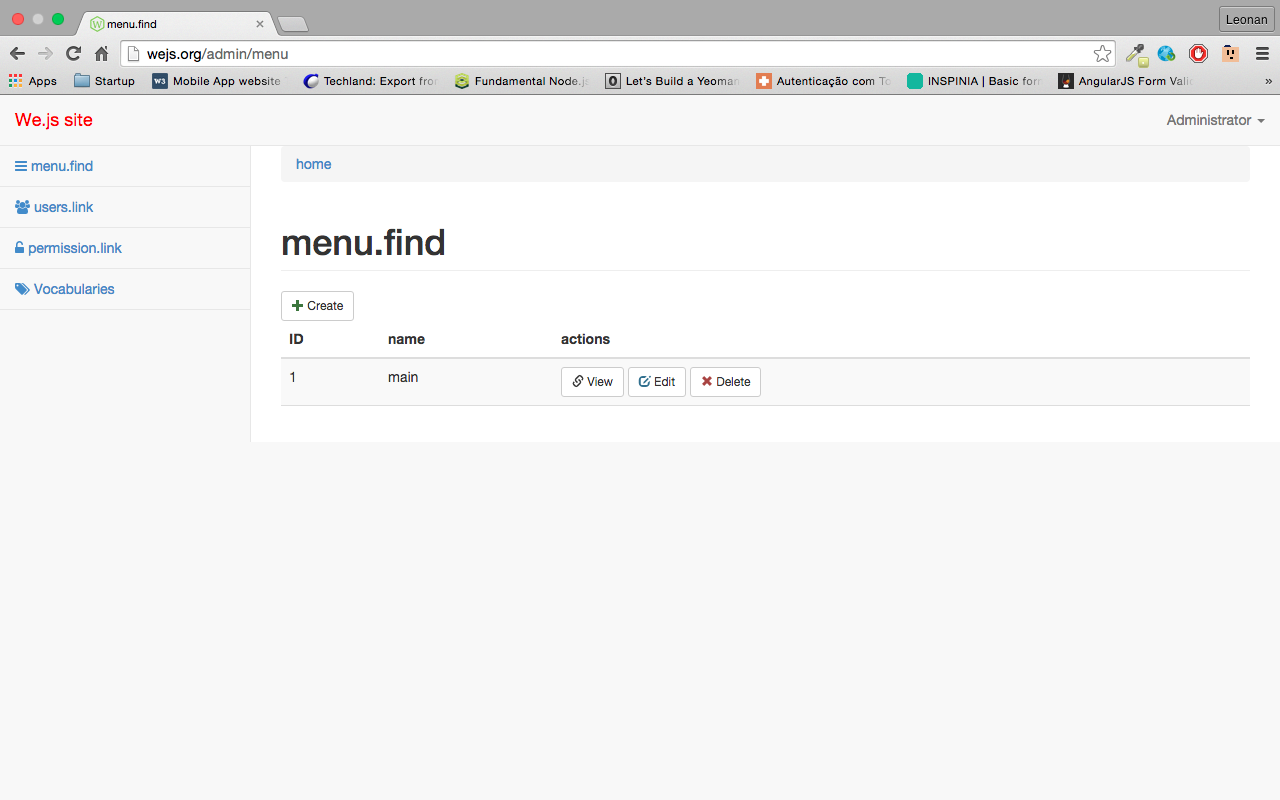 menu.find
Leonan
wejs.org/admin/menu
Apps Startup Mobile App website Techland: Export from Fundamental Node.js Let's Build a Yeoman Autenticação com To INSPINIA | Basic form AngularJS Form Vali »
We.js site Administrator
menu.find
users.link
permission.link
Vocabularies
home
menu.find
Create
ID name actions
1 main View Edit Delete